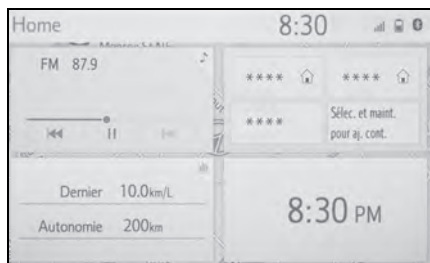 Home
8:30
FM 87.9
**** ****
****
Sélec. et maint.
pour aj. cont.
Dernier 10.0km/L
Autonomie 200km
8:30 PM